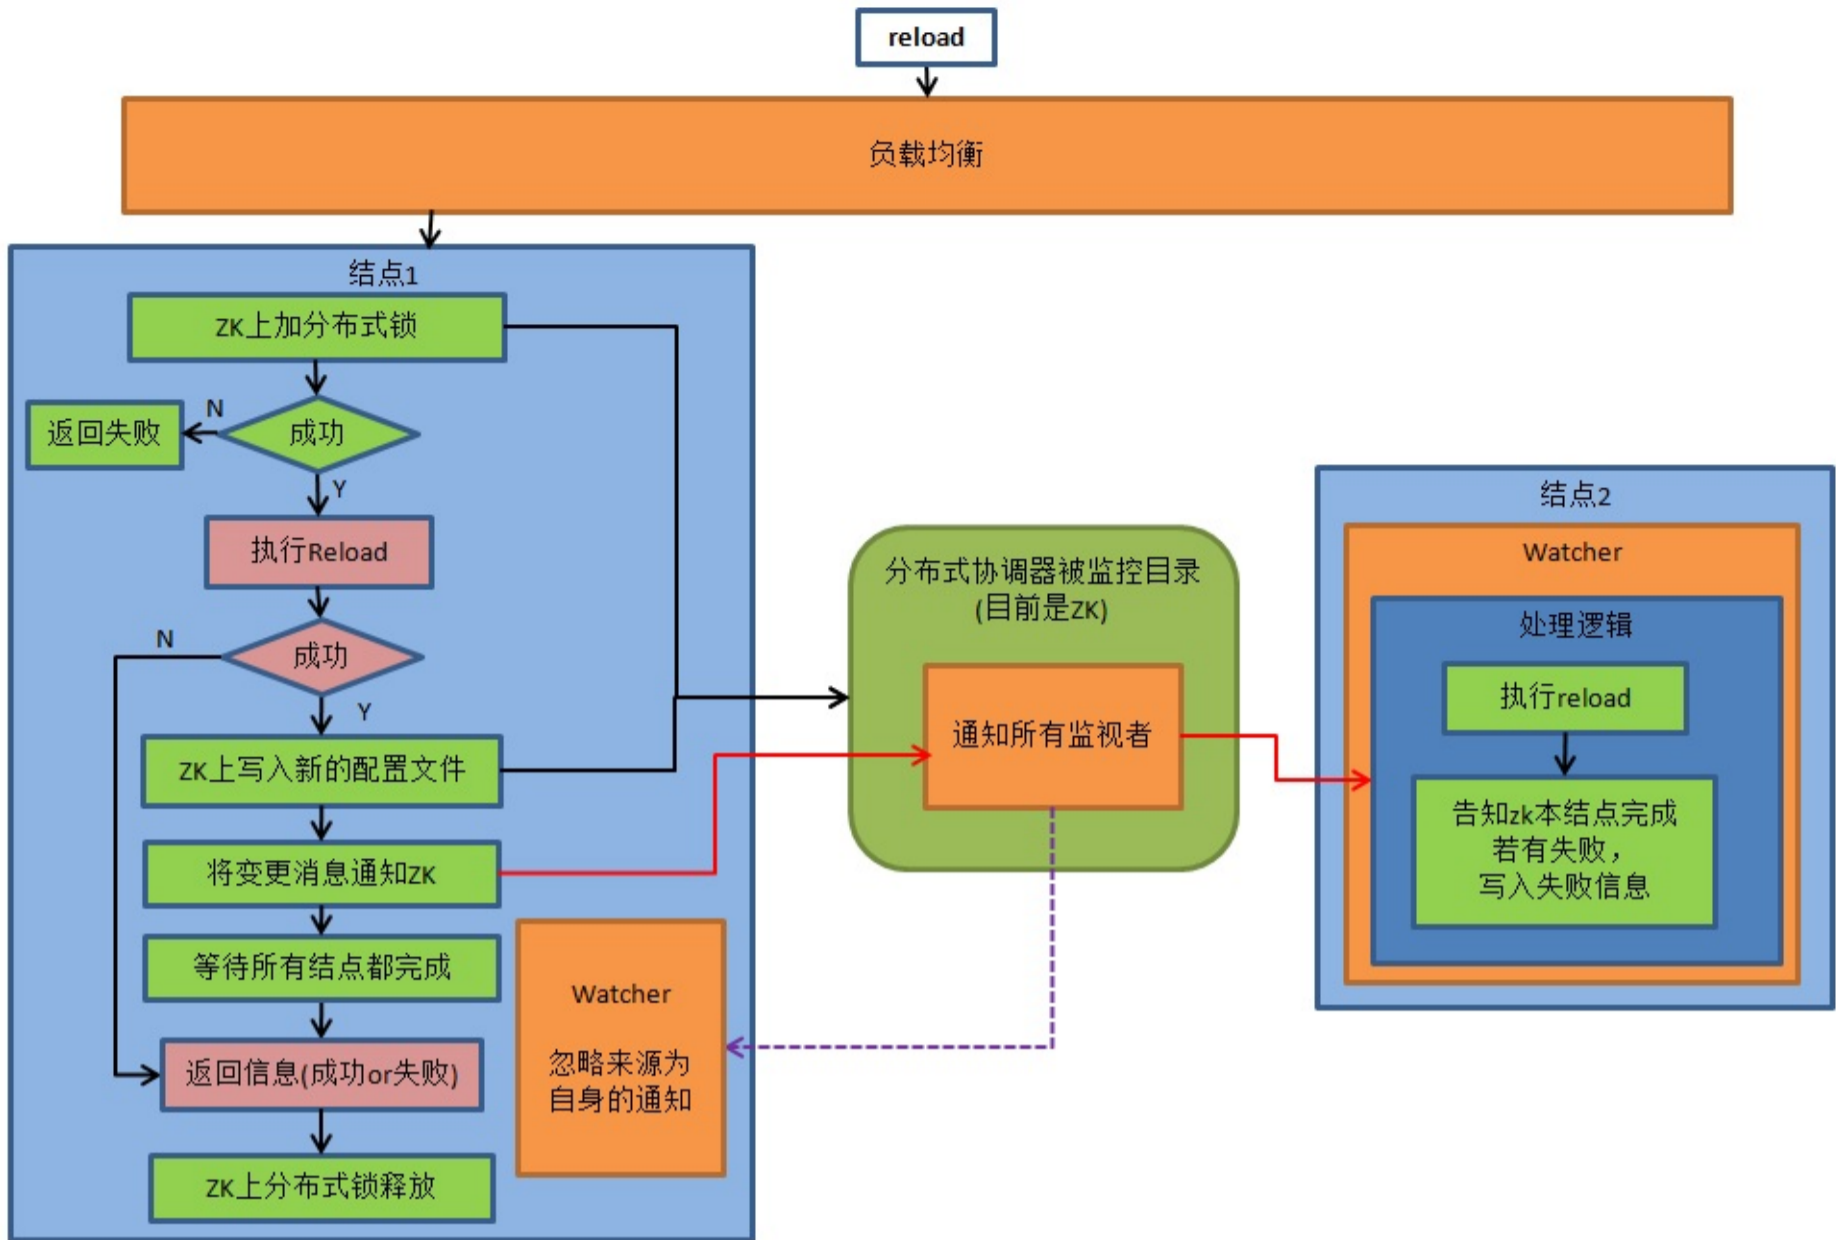 reload
负载均衡
结点1
ZK上加分布式锁
N
返回失败
成功
Y
执行Reload
N
成功
Y
ZK上写入新的配置文件
将变更消息通知ZK
等待所有结点都完成
返回信息(成功or失败)
ZK上分布式锁释放
Watcher
忽略来源为
自身的通知
分布式协调器被监控目录
(目前是ZK)
通知所有监视者
结点2
Watcher
处理逻辑
执行reload
告知zk本结点完成
若有失败，
写入失败信息